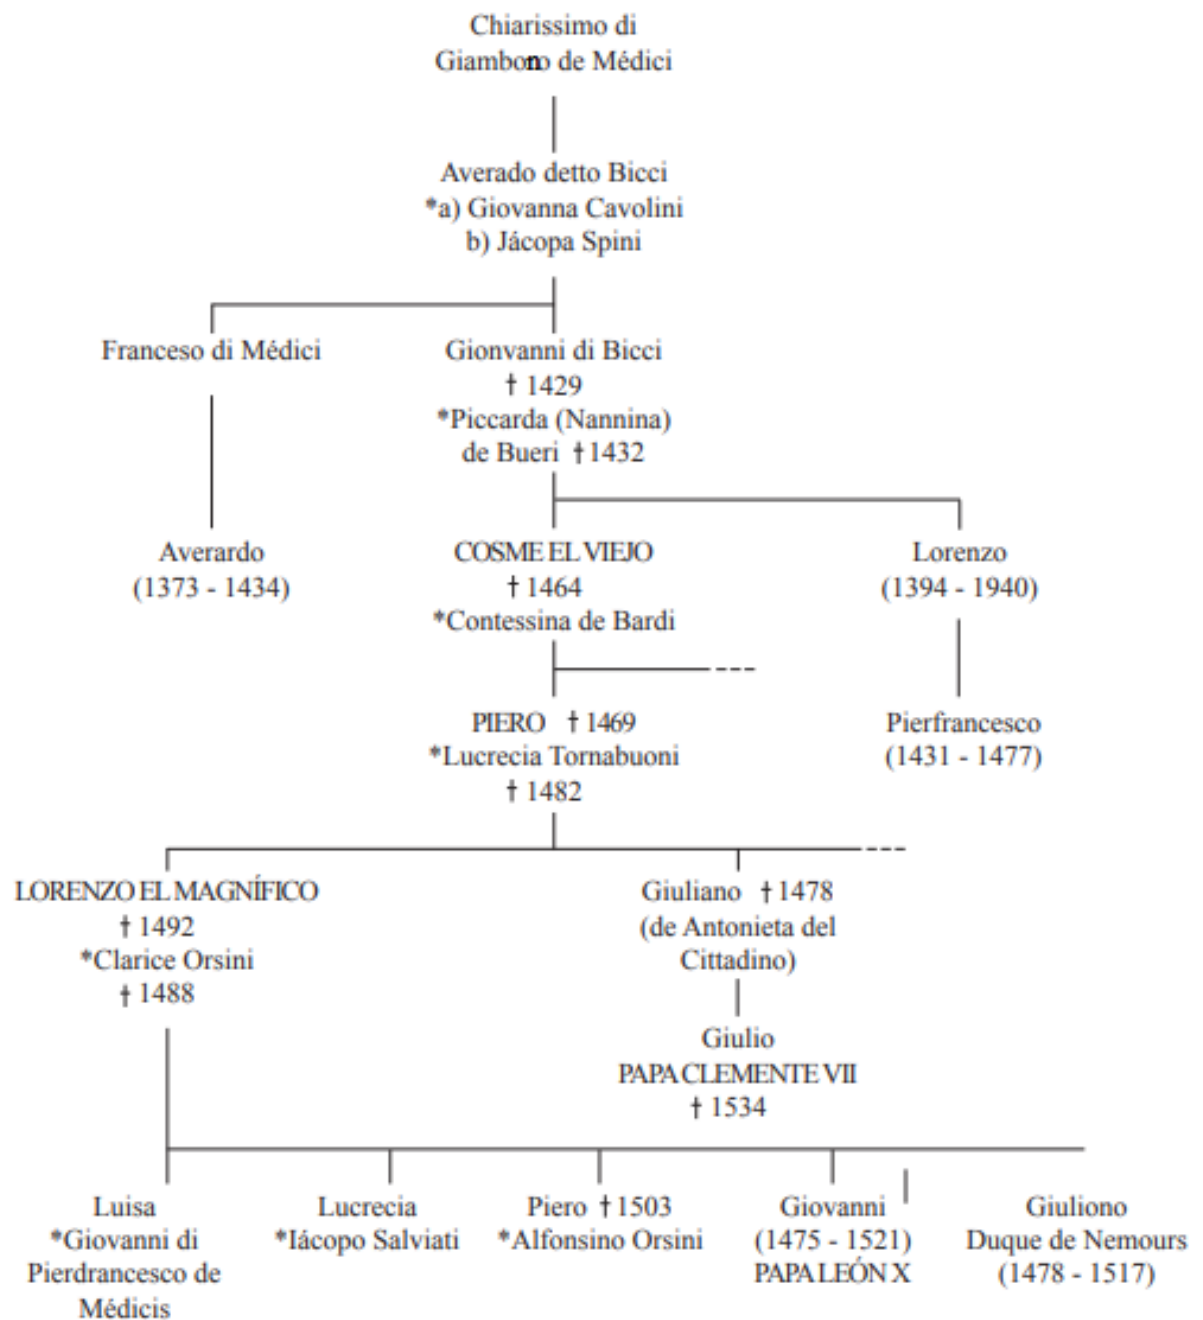 Chiarissimo di
Giambono de Médici
Averado detto Bicci
*a) Giovanna Cavolini
b) Jácopa Spini
Franceso di Médici
Gionvanni di Bicci
† 1429
*Piccarda (Nannina)
de Bueri † 1432
Averardo
(1373 - 1434)
COSME EL VIEJO
† 1464
*Contessina de Bardi
Lorenzo
(1394 - 1940)
PIERO † 1469
*Lucrecia Tornabuoni
† 1482
Pierfrancesco
(1431 - 1477)
LORENZO EL MAGNÍFICO
† 1492
*Clarice Orsini
† 1488
Giuliano † 1478
(de Antonieta del
Cittadino)
Giulio
PAPA CLEMENTE VII
† 1534
Luisa
*Giovanni di
Pierdrancesco de
Médicis
Lucrecia
*Iácopo Salviati
Piero † 1503
*Alfonsino Orsini
Giovanni
(1475 - 1521)
PAPA LEÓN X
Giuliono
Duque de Nemours
(1478 - 1517)